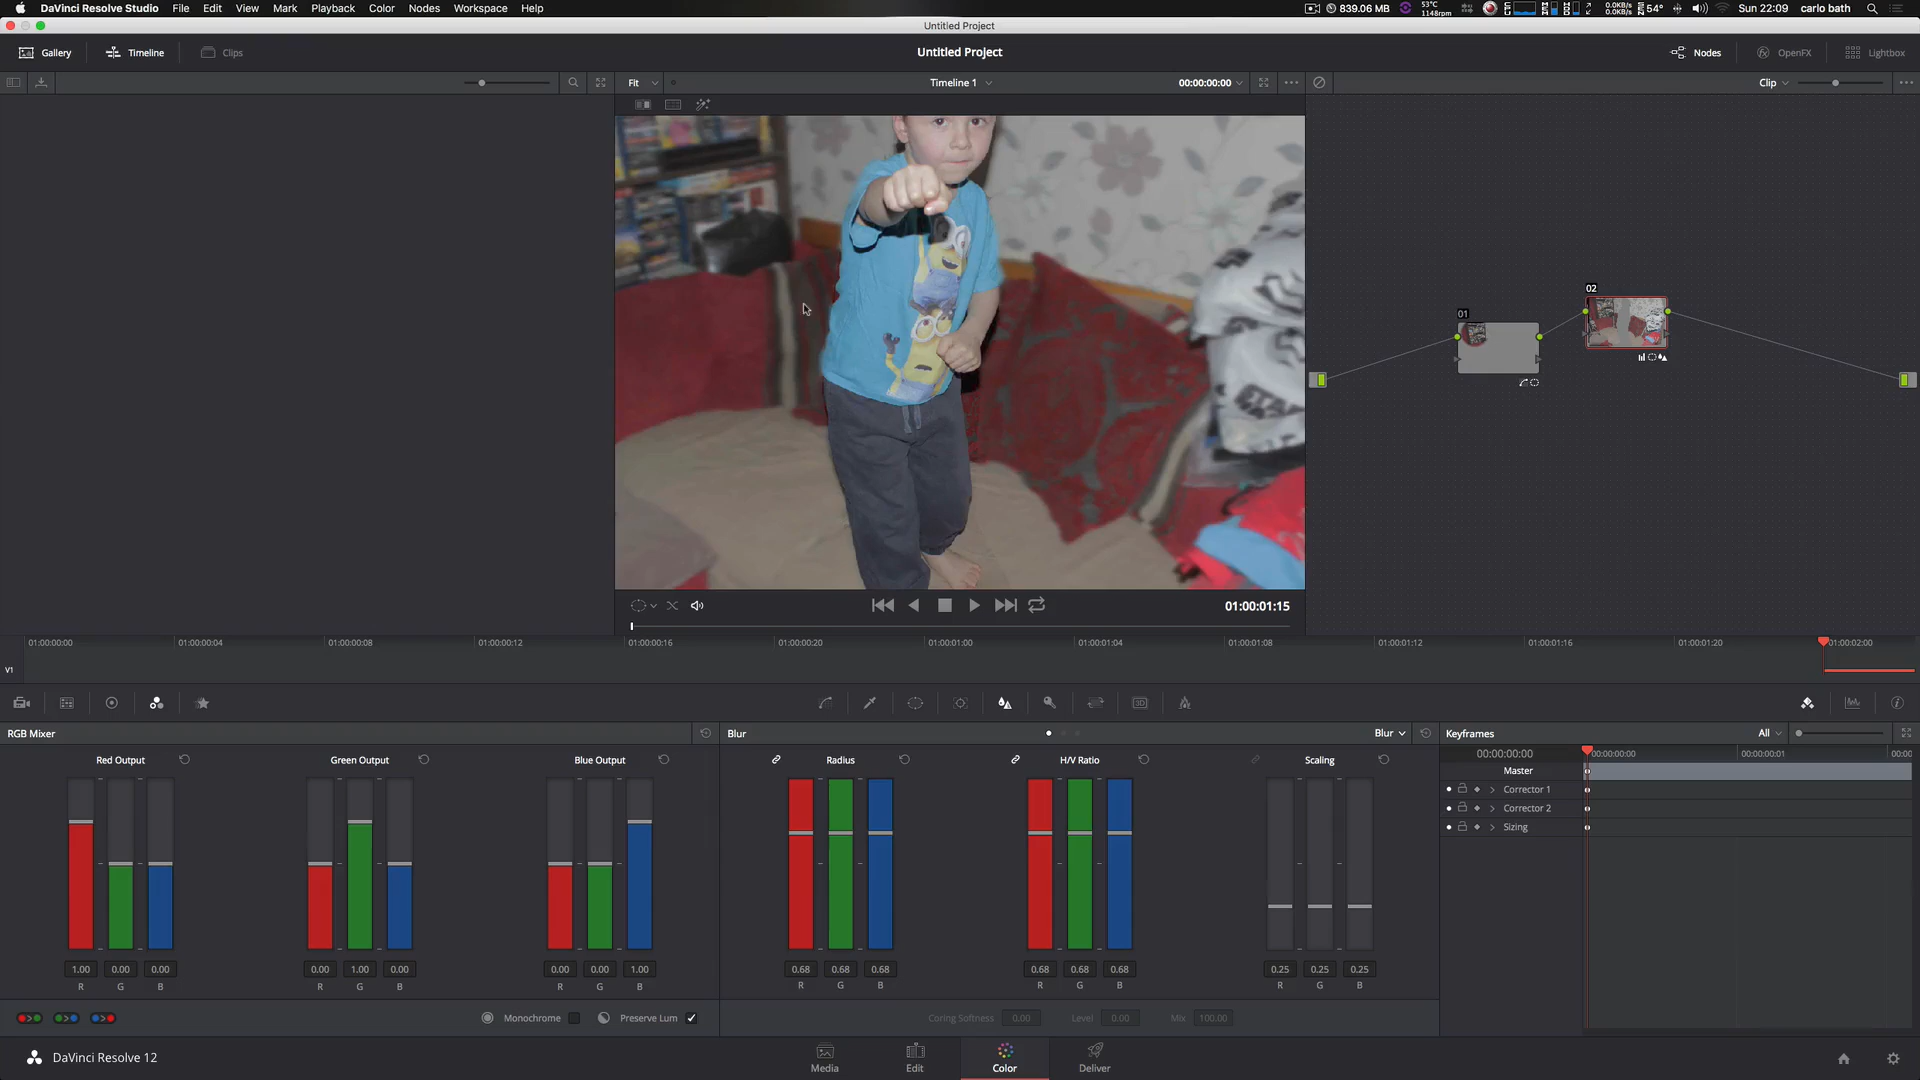 DaVinci Resolve Studio File Edit View Mark Playback Color Nodes Workspace Help
839.06 MB 53°C 1148rpm 0.0KB/s 0.0KB/s 54° Sun 22:09 carlo bath
Untitled Project
Gallery Timeline Clips Untitled Project Nodes OpenFX Lightbox
Fit Timeline 1 00:00:00:00 Clip
01
02
01:00:01:15
01:00:00:00 01:00:00:04 01:00:00:08 01:00:00:12 01:00:00:16 01:00:00:20 01:00:01:00 01:00:01:04 01:00:01:08 01:00:01:12 01:00:01:16 01:00:01:20 01:00:02:00
V1
RGB Mixer Blur Blur Keyframes All
Red Output Green Output Blue Output Radius H/V Ratio Scaling
00:00:00:00 00:00:00:00 00:00:00:01 00:00
Master
Corrector 1
Corrector 2
Sizing
1.00 0.00 0.00 0.00 1.00 0.00 0.00 0.00 1.00 0.68 0.68 0.68 0.68 0.68 0.68 0.25 0.25 0.25
R G B R G B R G B R G B R G B R G B
Monochrome Preserve Lum Coring Softness 0.00 Level 0.00 Mix 100.00
DaVinci Resolve 12 Media Edit Color Deliver